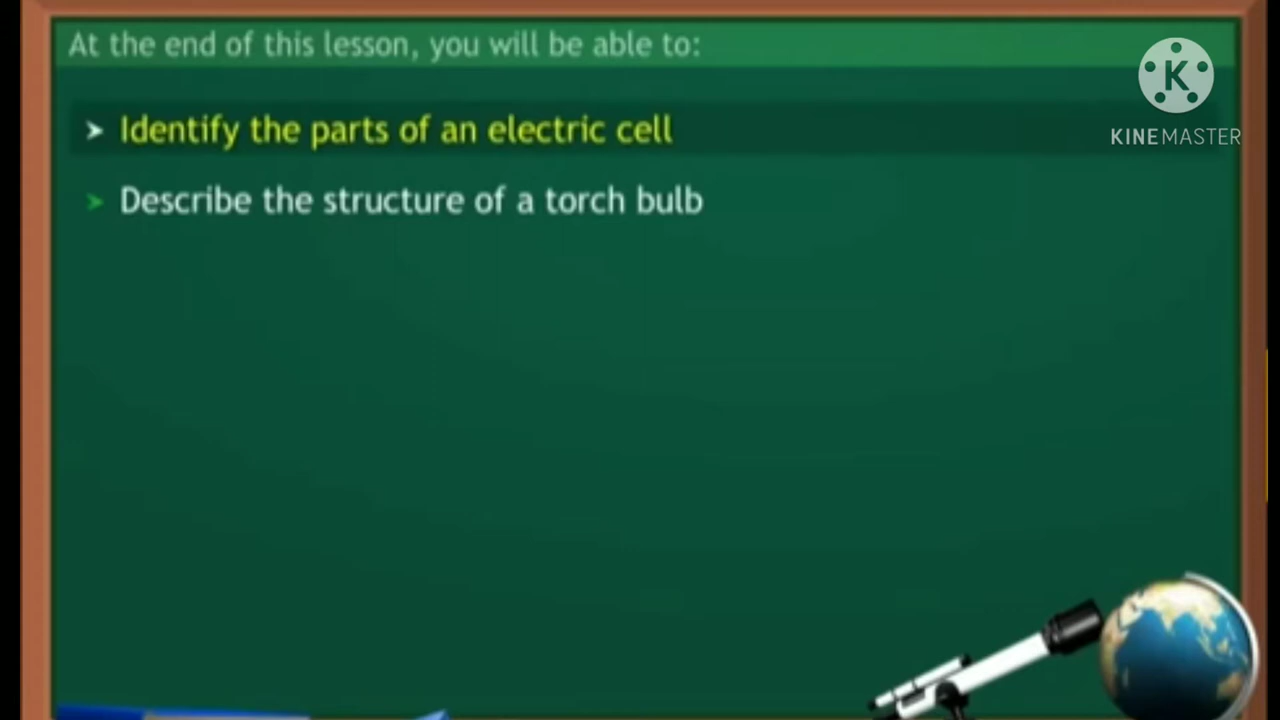 At the end of this lesson, you will be able to:
K
KINEMASTER
➤ Identify the parts of an electric cell
➤ Describe the structure of a torch bulb